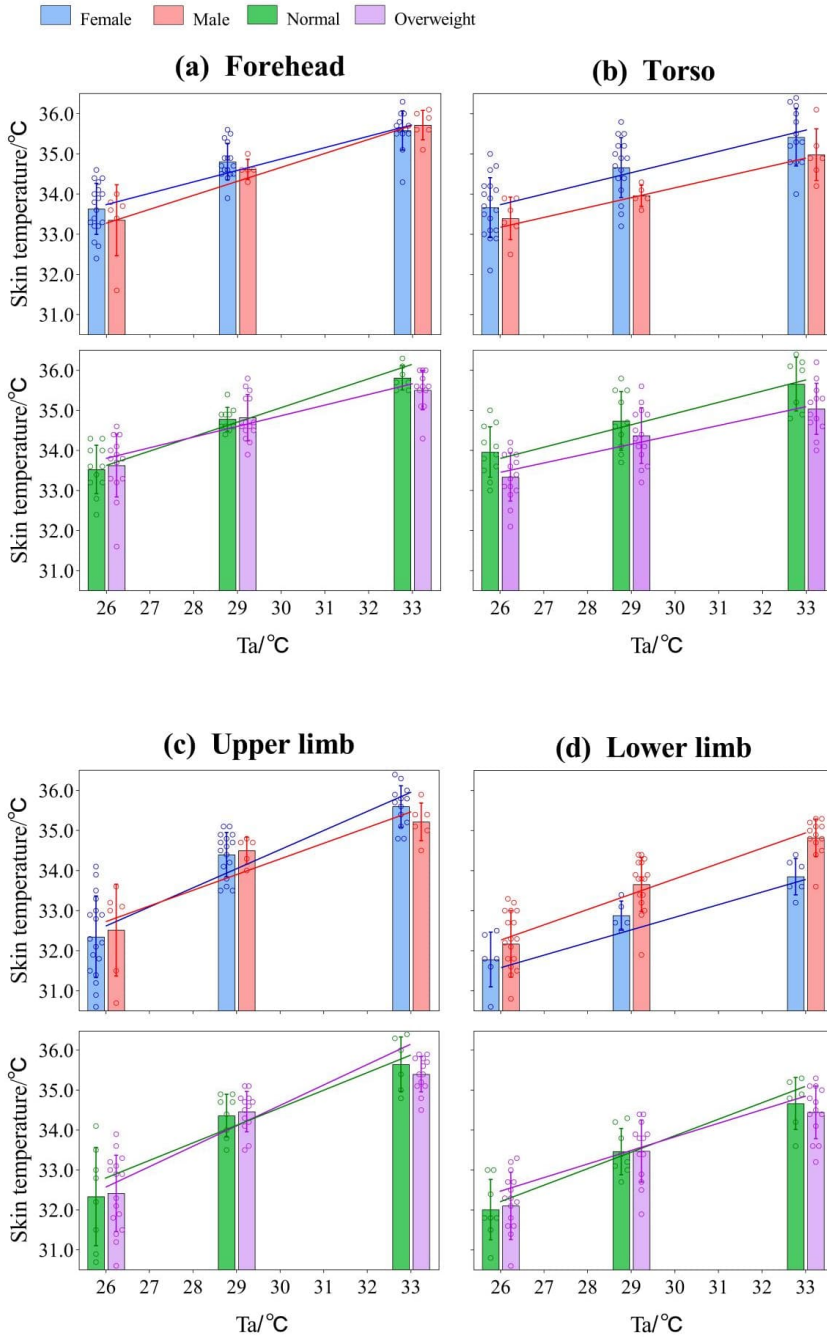 Female Male Normal Overweight
(a) Forehead
(b) Torso
Skin temperature/°C
36.0
35.0
34.0
33.0
32.0
31.0
Skin temperature/°C
36.0
35.0
34.0
33.0
32.0
31.0
26 27 28 29 30 31 32 33
26 27 28 29 30 31 32 33
Ta/°C
Ta/°C
(c) Upper limb
(d) Lower limb
Skin temperature/°C
36.0
35.0
34.0
33.0
32.0
31.0
Skin temperature/°C
36.0
35.0
34.0
33.0
32.0
31.0
26 27 28 29 30 31 32 33
26 27 28 29 30 31 32 33
Ta/°C
Ta/°C